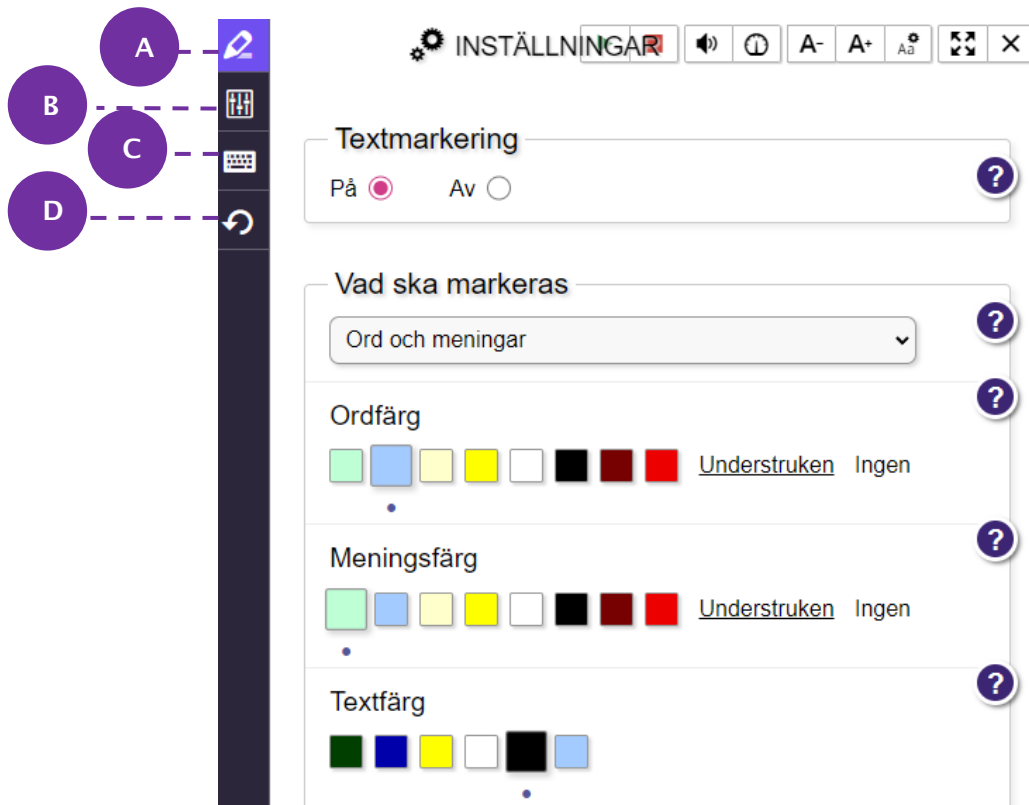 A
B
C
D
INSTÄLLNINGAR
A- A+ Aa
Textmarkering
På Av
?
Vad ska markeras
Ord och meningar
?
Ordfärg
?
Understruken Ingen
Meningsfärg
?
Understruken Ingen
Textfärg
?